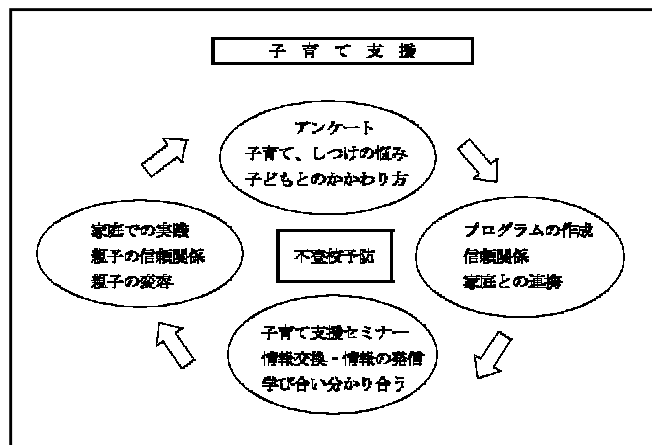 子育て支援
アンケート
子育て、しつけの悩み
子どもとのかかわり方
家庭での実践
親子の信頼関係
親子の変容
不登校予防
プログラムの作成
信頼関係
家庭との連携
子育て支援セミナー
情報交換・情報の発信
学び合い分かり合う